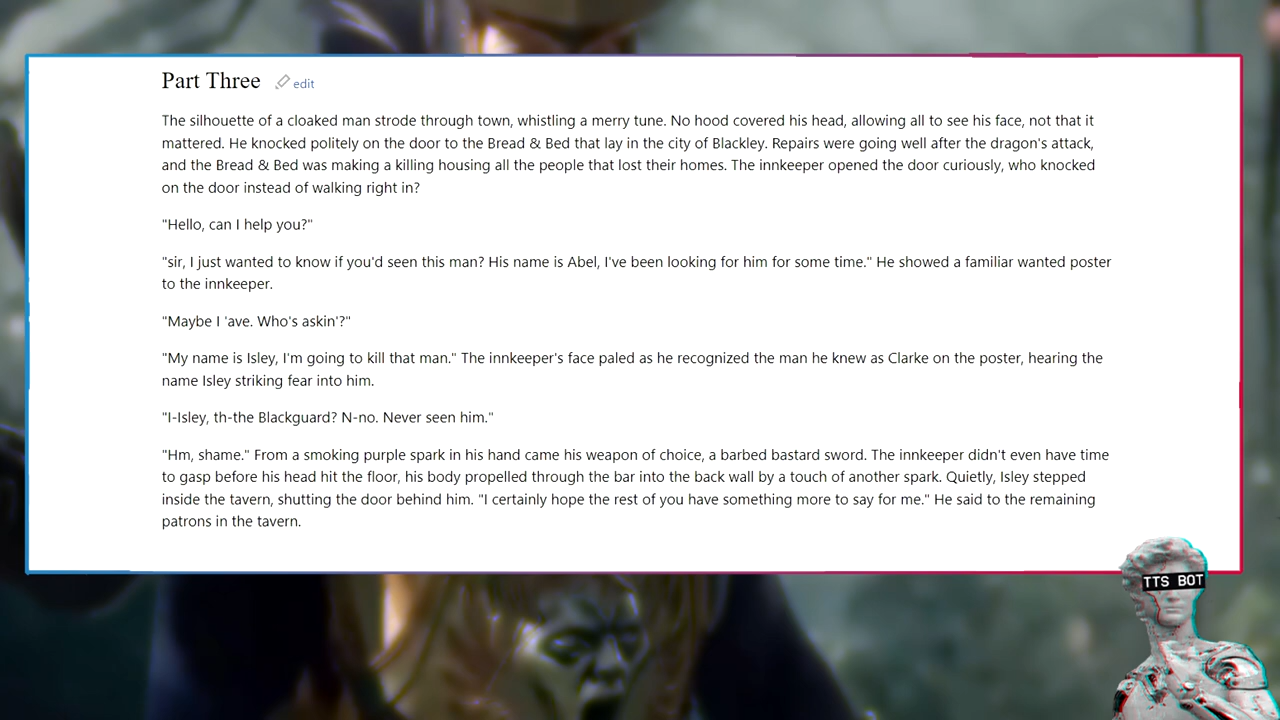 Part Three edit
The silhouette of a cloaked man strode through town, whistling a merry tune. No hood covered his head, allowing all to see his face, not that it
mattered. He knocked politely on the door to the Bread & Bed that lay in the city of Blackley. Repairs were going well after the dragon's attack,
and the Bread & Bed was making a killing housing all the people that lost their homes. The innkeeper opened the door curiously, who knocked
on the door instead of walking right in?
"Hello, can I help you?"
"sir, I just wanted to know if you'd seen this man? His name is Abel, I've been looking for him for some time." He showed a familiar wanted poster
to the innkeeper.
"Maybe I 'ave. Who's askin'?"
"My name is Isley, I'm going to kill that man." The innkeeper's face paled as he recognized the man he knew as Clarke on the poster, hearing the
name Isley striking fear into him.
"I-Isley, th-the Blackguard? N-no. Never seen him."
"Hm, shame." From a smoking purple spark in his hand came his weapon of choice, a barbed bastard sword. The innkeeper didn't even have time
to gasp before his head hit the floor, his body propelled through the bar into the back wall by a touch of another spark. Quietly, Isley stepped
inside the tavern, shutting the door behind him. "I certainly hope the rest of you have something more to say for me." He said to the remaining
patrons in the tavern.
TTS BOT